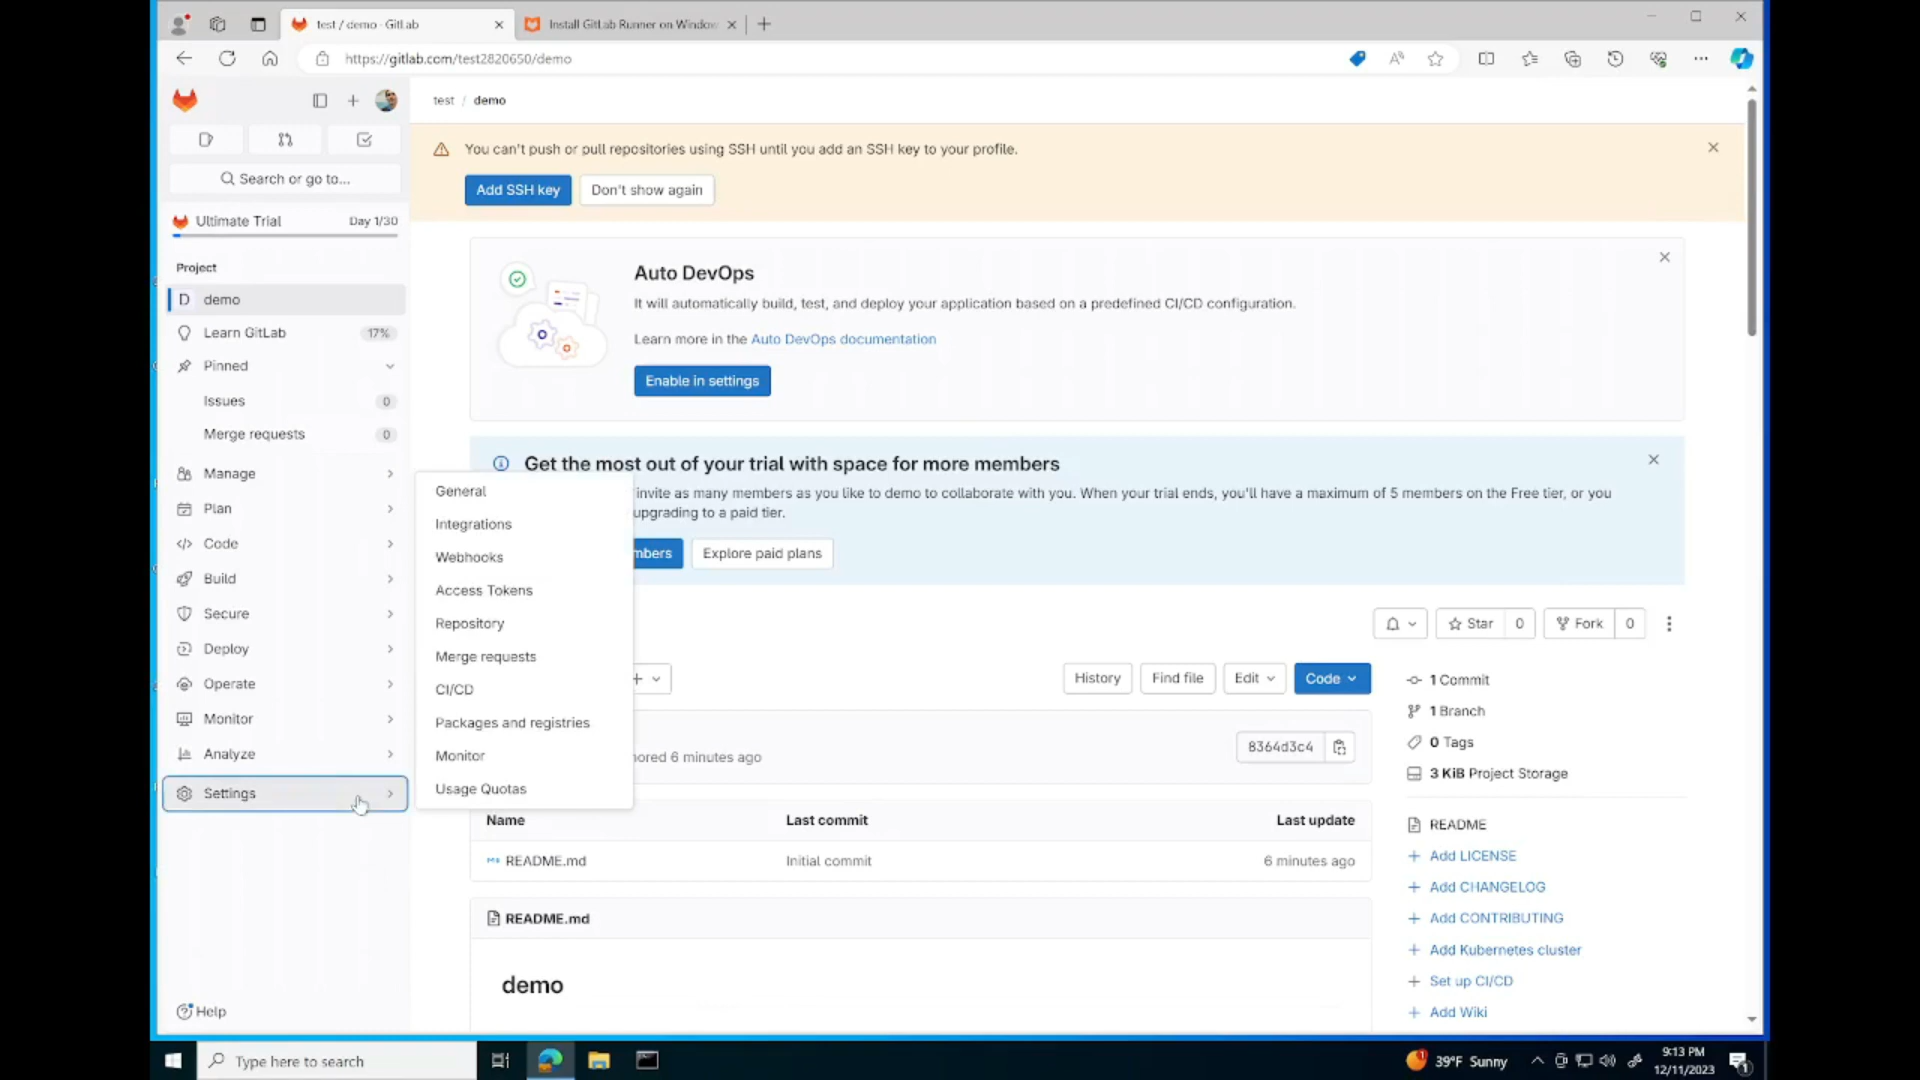 test / demo · GitLab
Install GitLab Runner on Window
https://gitlab.com/test2820650/demo
test / demo
Search or go to...
Ultimate Trial
Day 1/30
Project
D demo
Learn GitLab
17%
Pinned
Issues
0
Merge requests
0
Manage
Plan
Code
Build
Secure
Deploy
Operate
Monitor
Analyze
Settings
Help
General
Integrations
Webhooks
Access Tokens
Repository
Merge requests
CI/CD
Packages and registries
Monitor
Usage Quotas
You can't push or pull repositories using SSH until you add an SSH key to your profile.
Add SSH key
Don't show again
Auto DevOps
It will automatically build, test, and deploy your application based on a predefined CI/CD configuration.
Learn more in the Auto DevOps documentation
Enable in settings
Get the most out of your trial with space for more members
invite as many members as you like to demo to collaborate with you. When your trial ends, you'll have a maximum of 5 members on the Free tier, or you
upgrading to a paid tier.
mbers
Explore paid plans
Star
0
Fork
0
History
Find file
Edit
Code
ored 6 minutes ago
8364d3c4
Name
Last commit
Last update
README.md
Initial commit
6 minutes ago
README.md
demo
1 Commit
1 Branch
0 Tags
3 KiB Project Storage
README
Add LICENSE
Add CHANGELOG
Add CONTRIBUTING
Add Kubernetes cluster
Set up CI/CD
Add Wiki
Type here to search
39°F Sunny
9:13 PM
12/11/2023